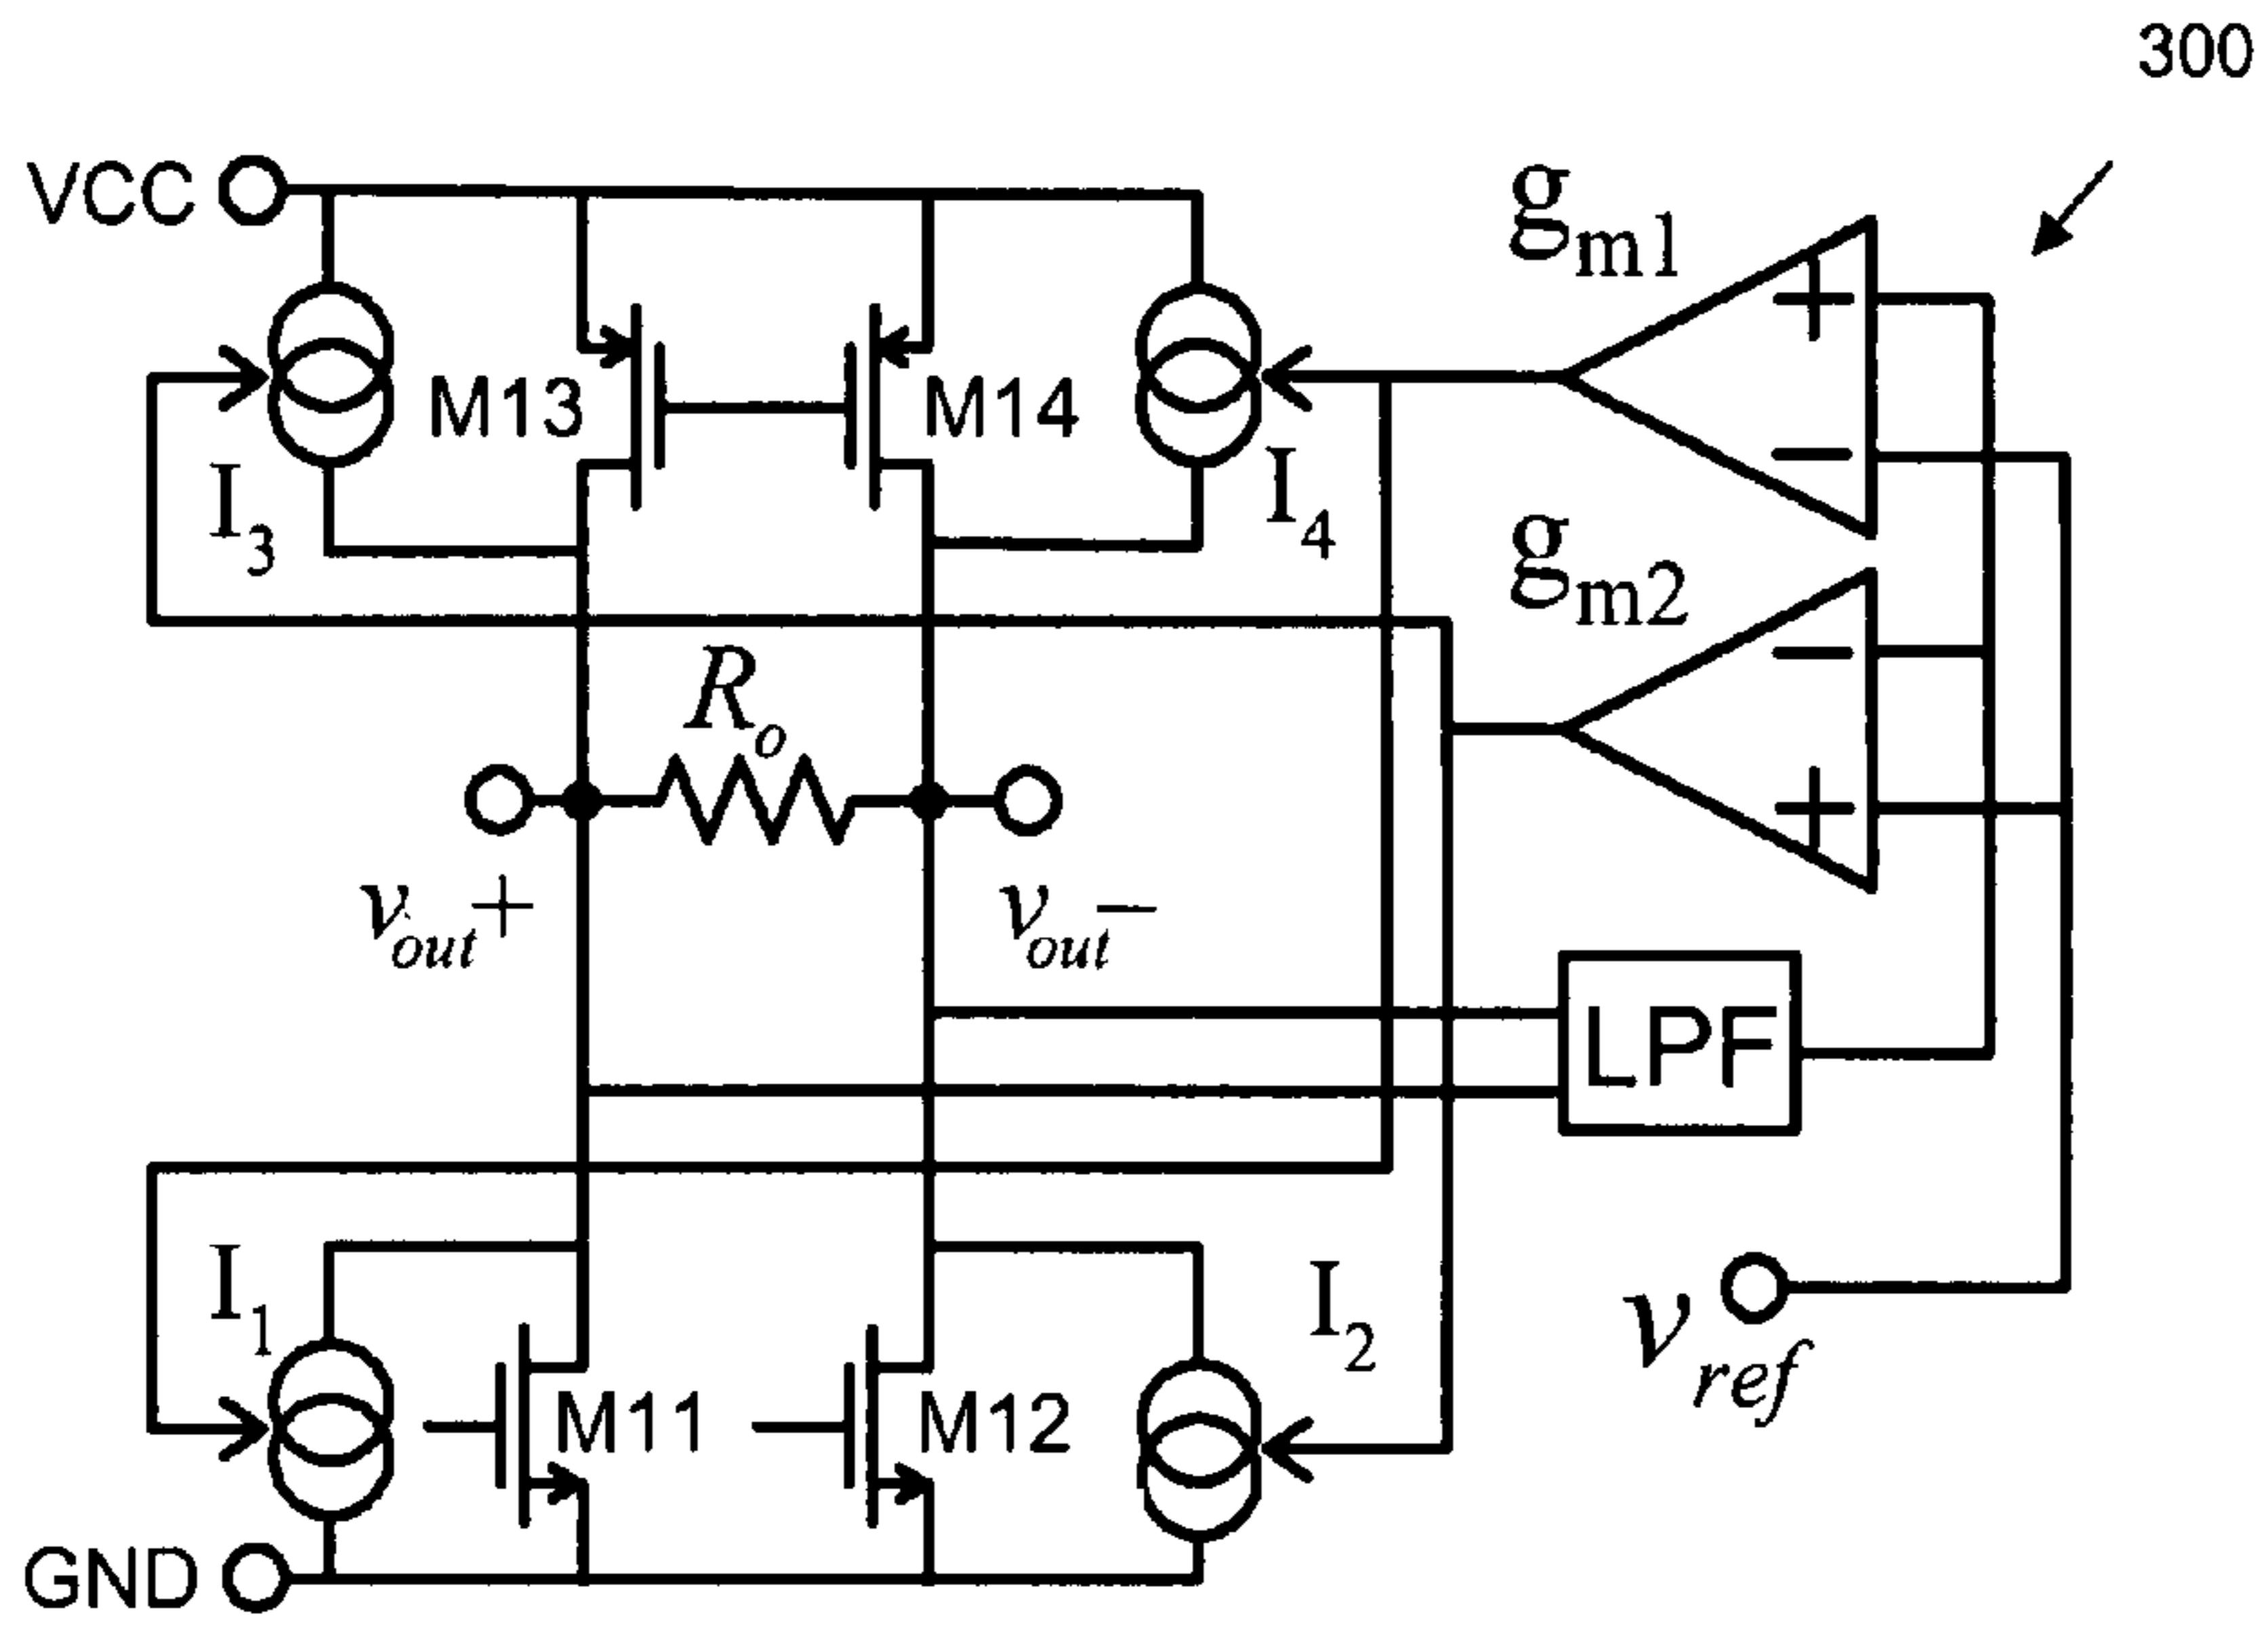 300
VCC
gm1
+
−
M13
M14
I3
I4
gm2
−
+
Ro
vout+
vout−
LPF
I1
I2
M11
M12
vref
GND